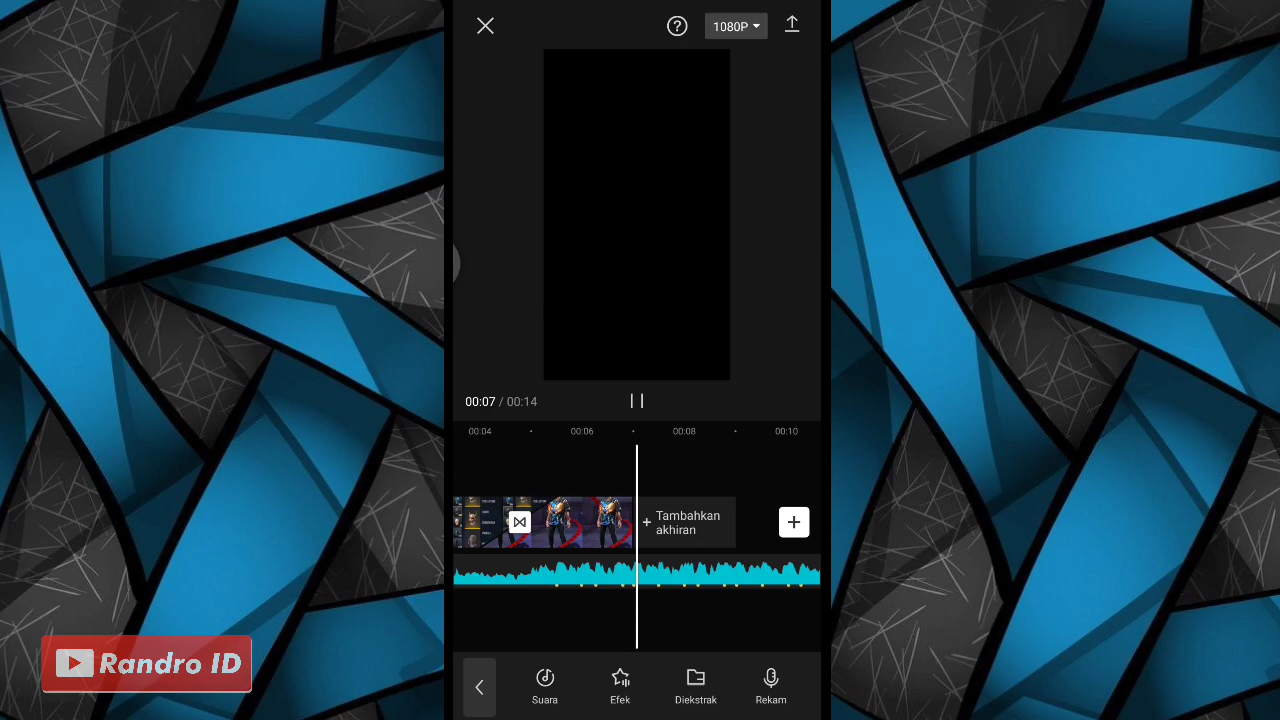 ?
1080P
00:07 / 00:14
00:04
00:06
00:08
00:10
+ Tambahkan
akhiran
+
Suara
Efek
Diekstrak
Rekam
Randro ID